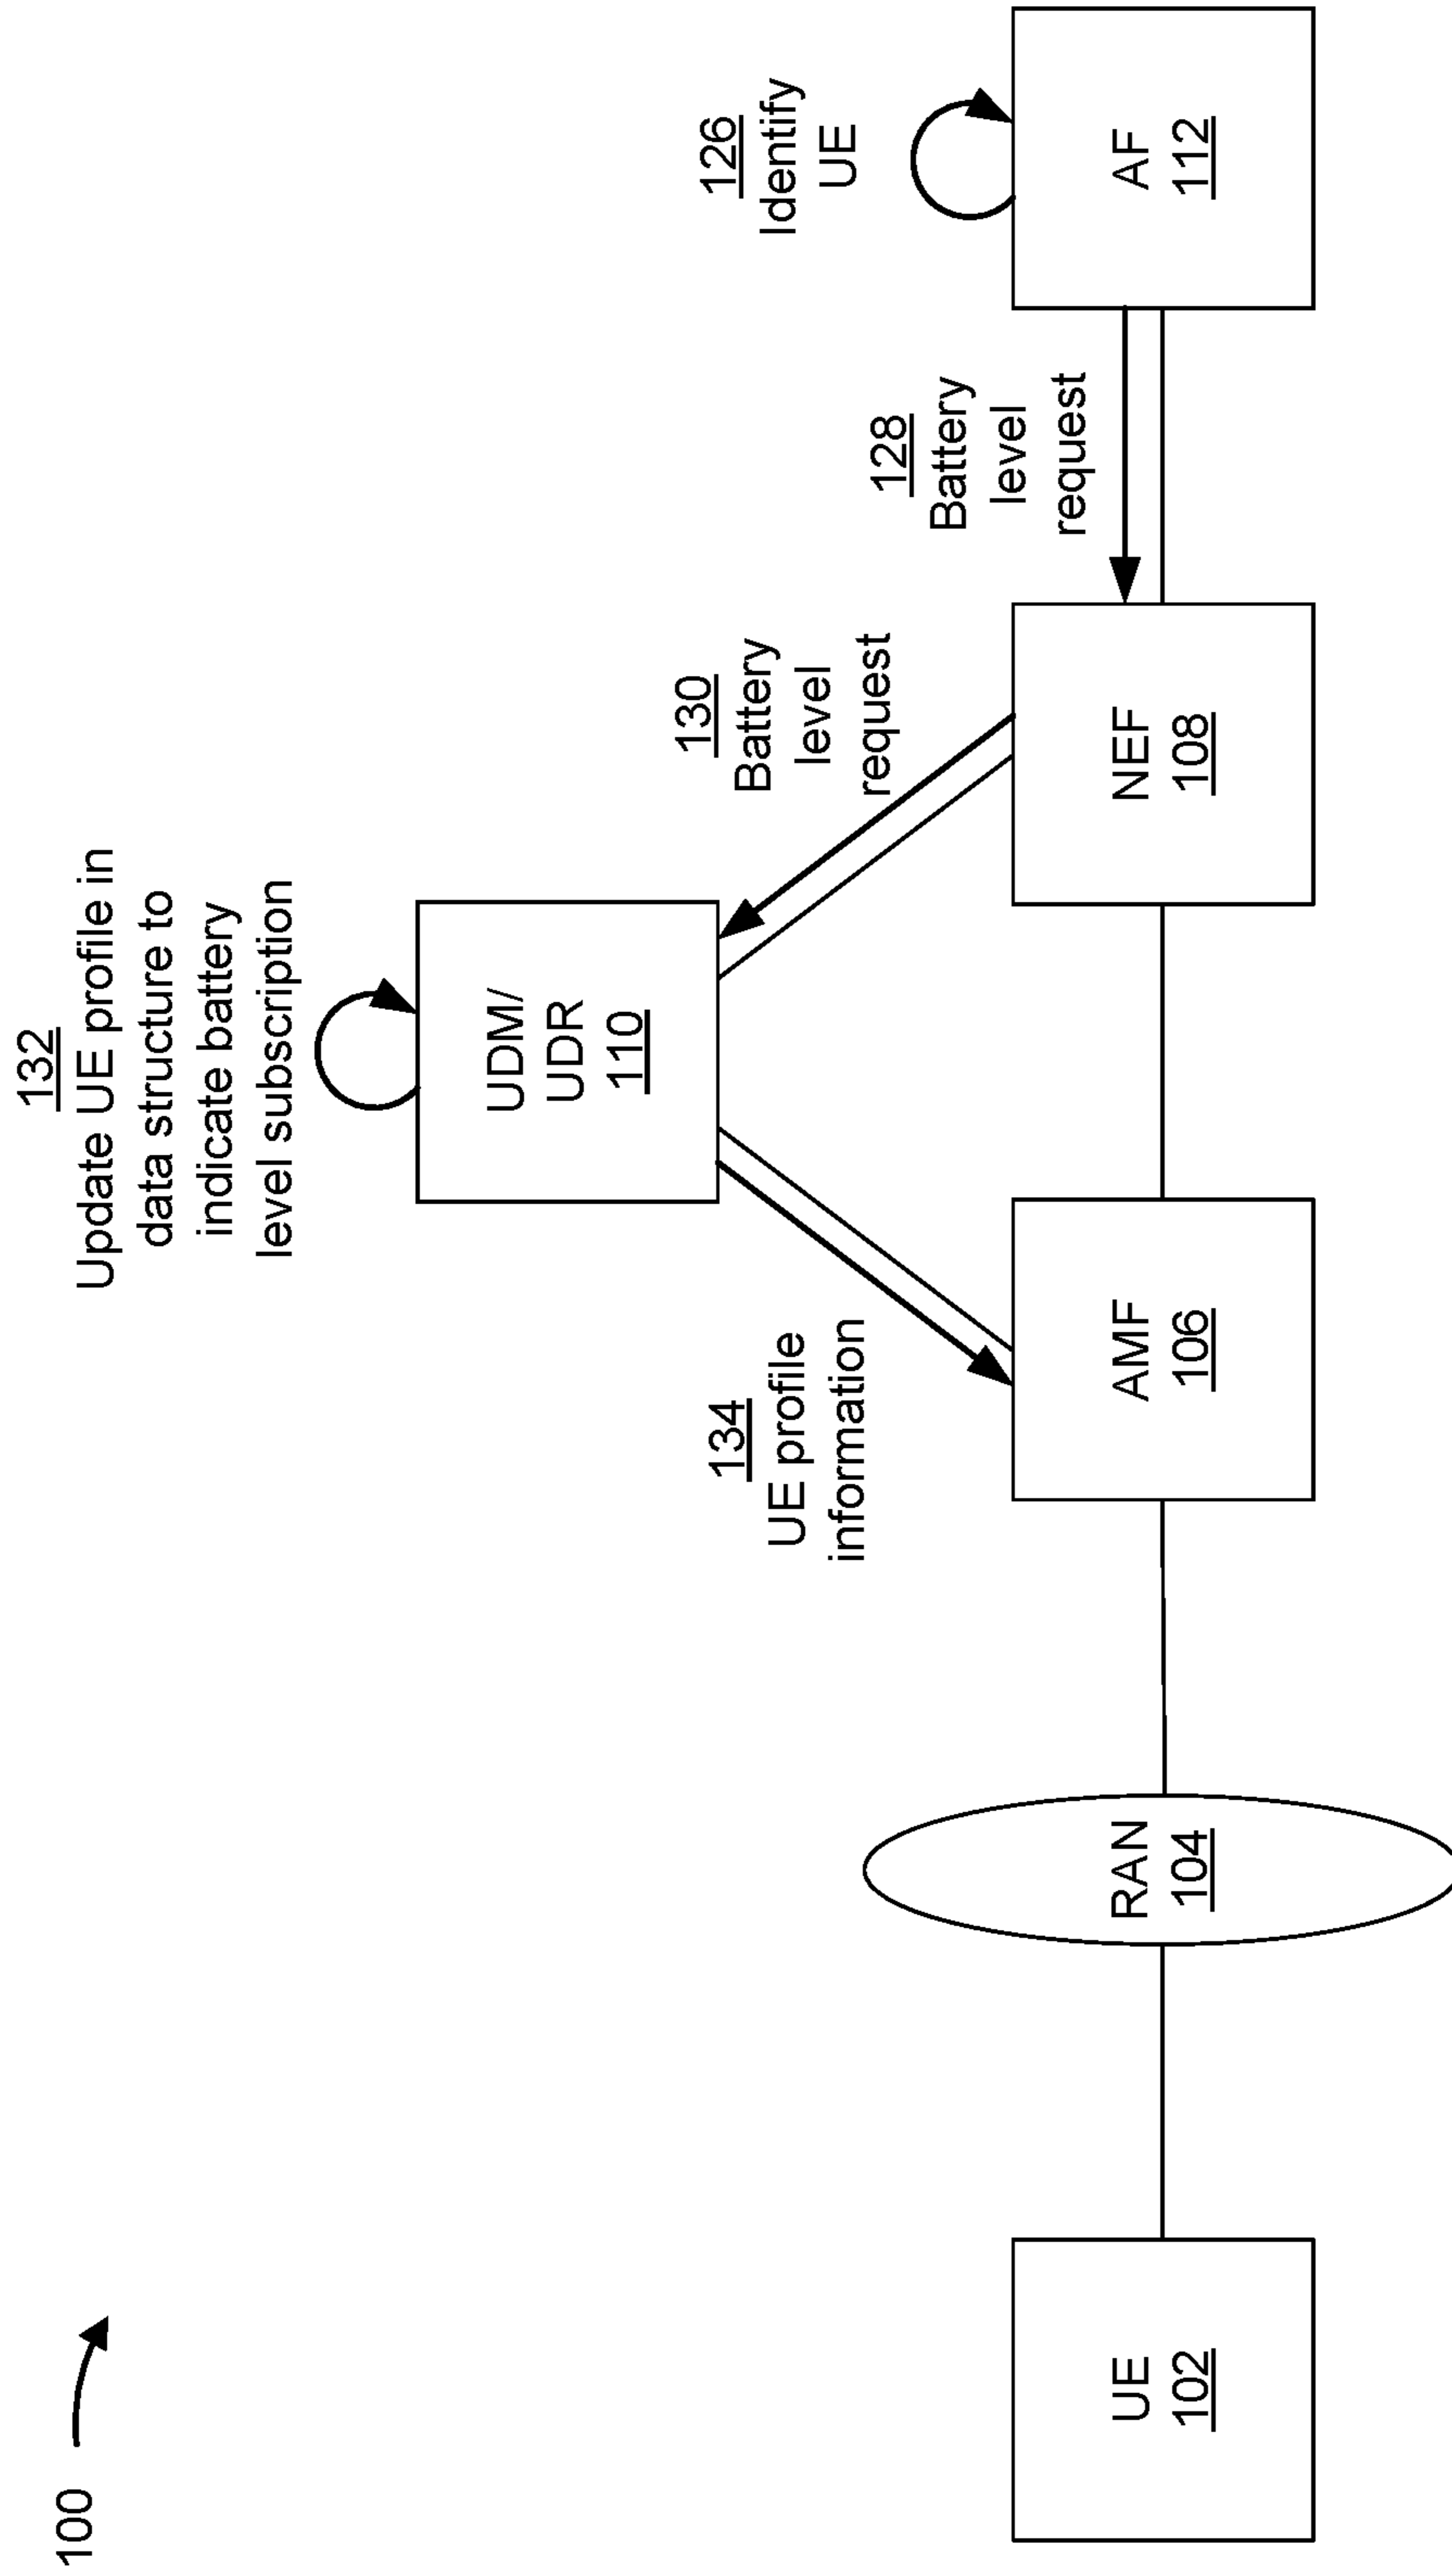 100
132
Update UE profile in
data structure to
indicate battery
level subscription
UDM/
UDR
110
134
UE profile
information
130
Battery
level
request
128
Battery
level
request
126
Identify
UE
UE
102
RAN
104
AMF
106
NEF
108
AF
112